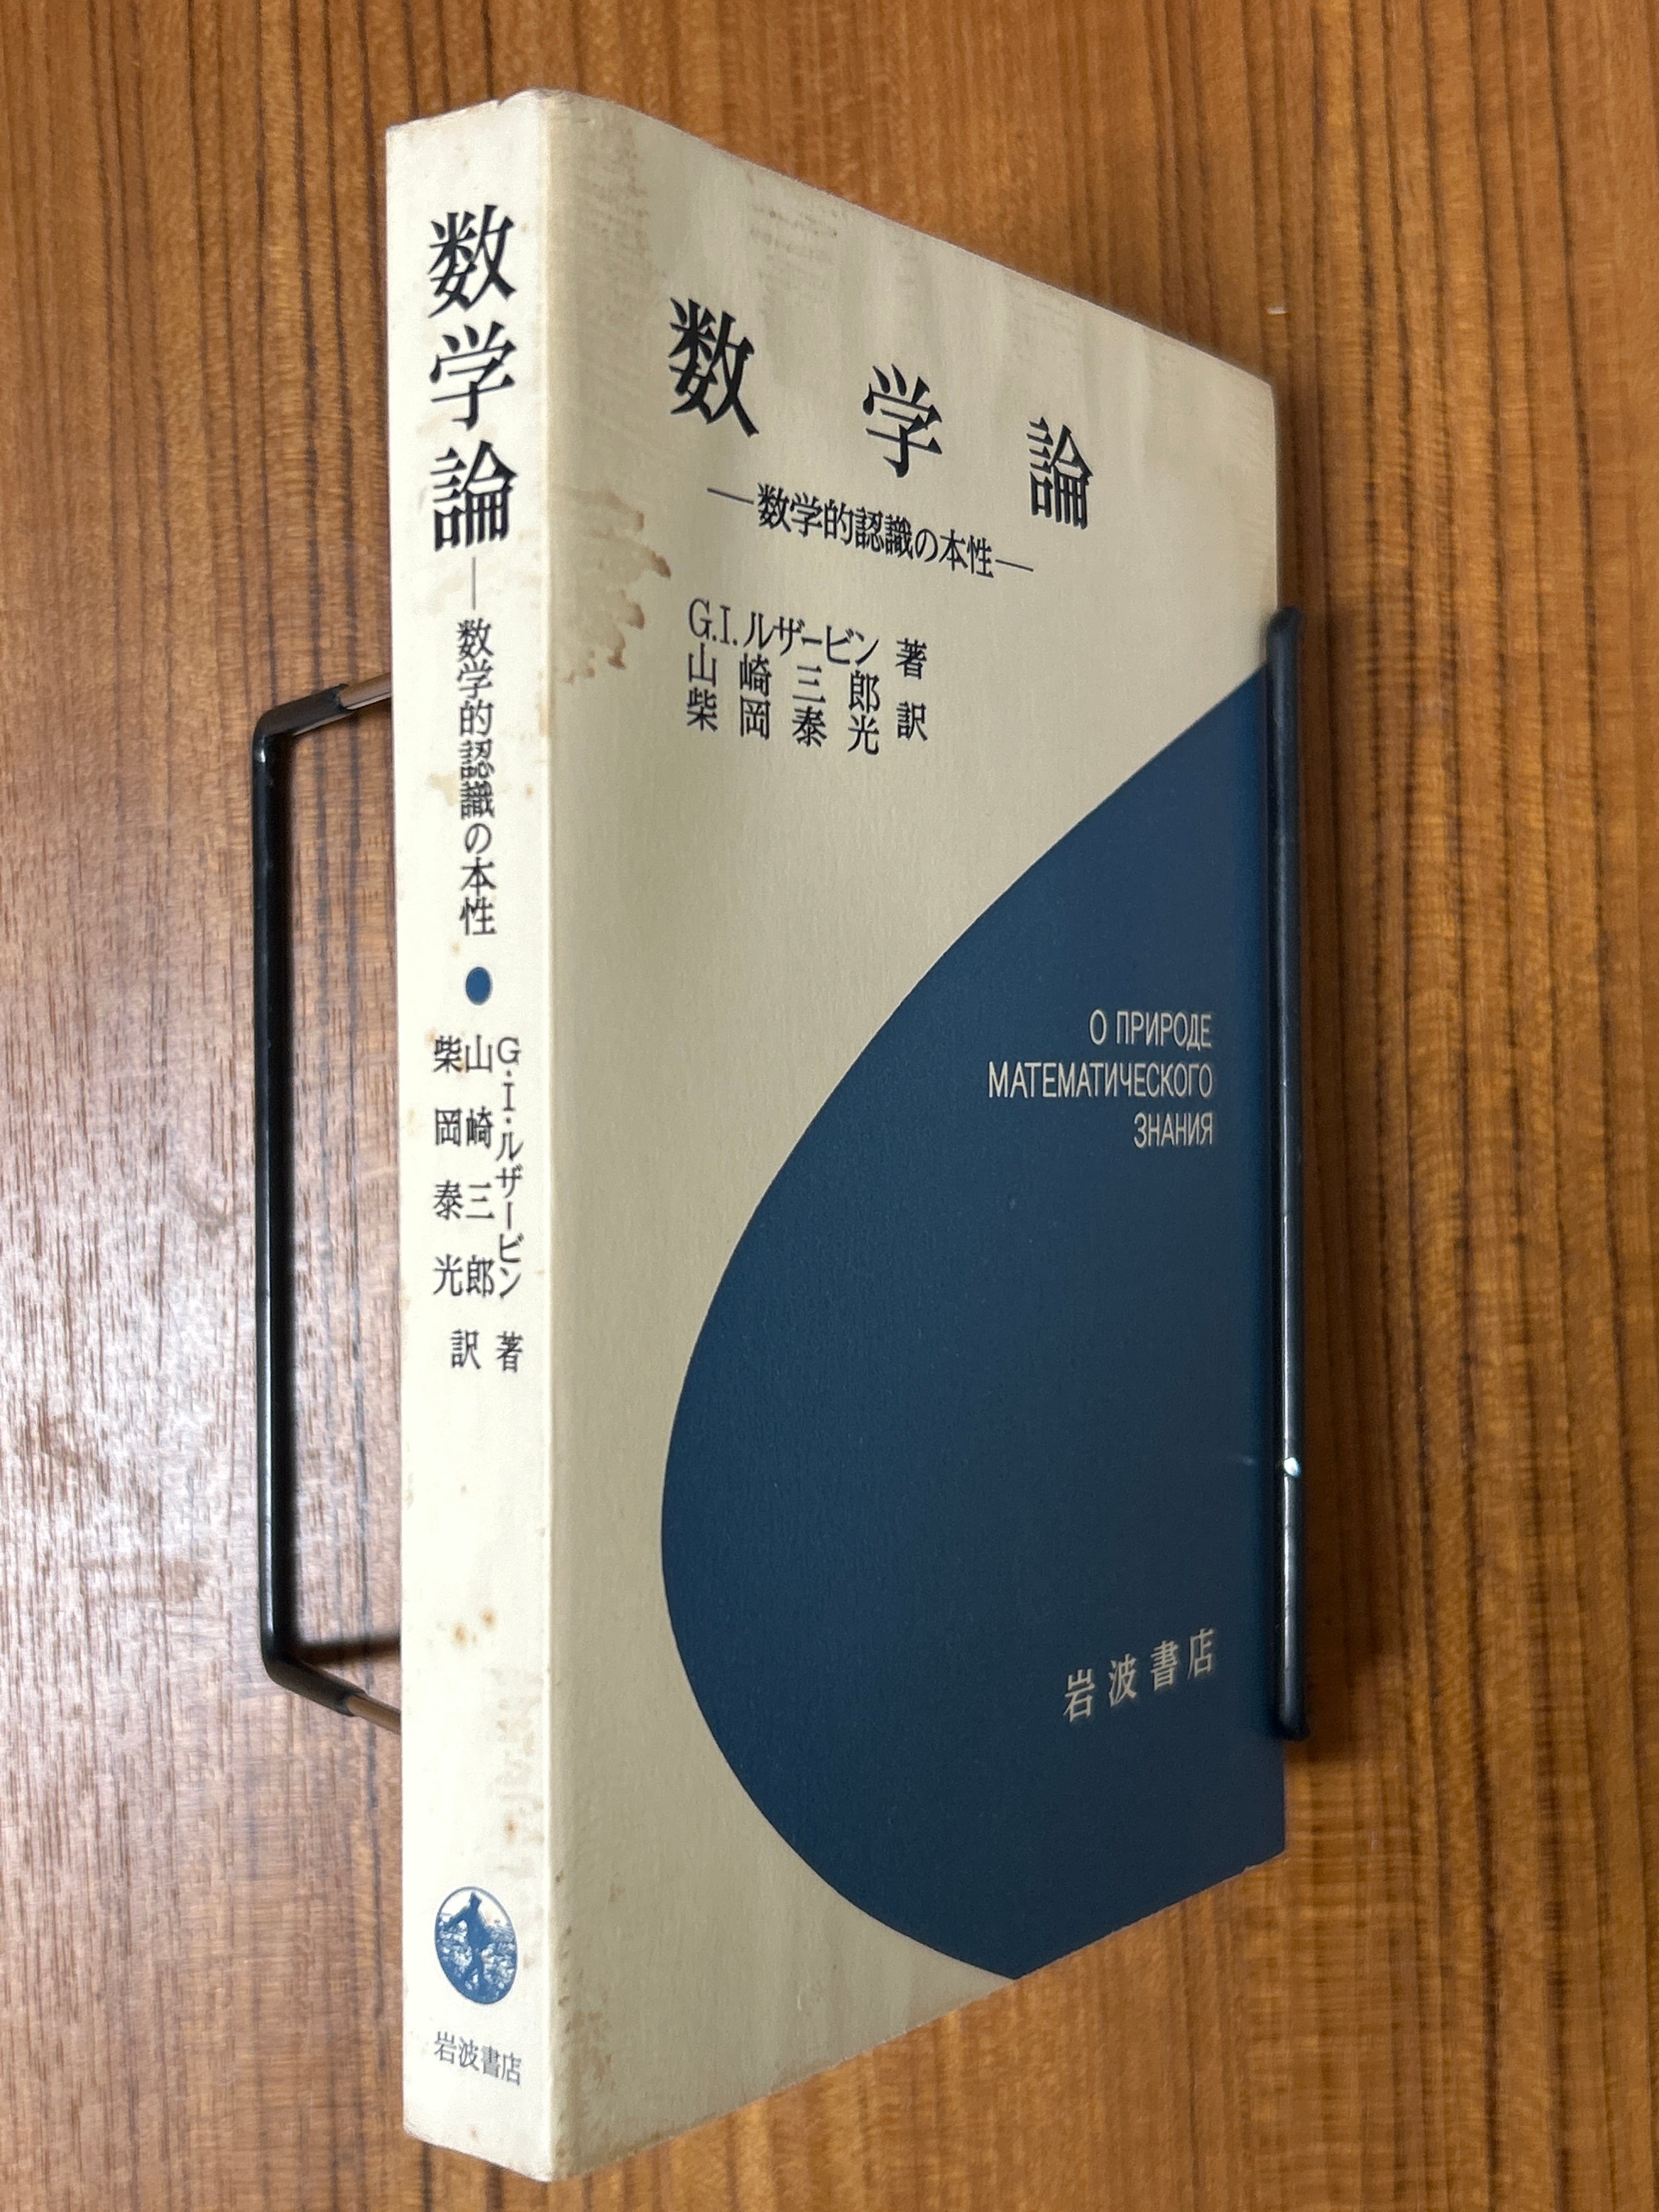 数学論
―数学的認識の本性
G・I・ルザービン 著
山崎三郎
柴岡泰光 訳
岩波書店
数学論
―数学的認識の本性―
G.I.ルザービン 著
山崎三郎
柴岡泰光 訳
О ПРИРОДЕ
МАТЕМАТИЧЕСКОГО
ЗНАНИЯ
岩波書店